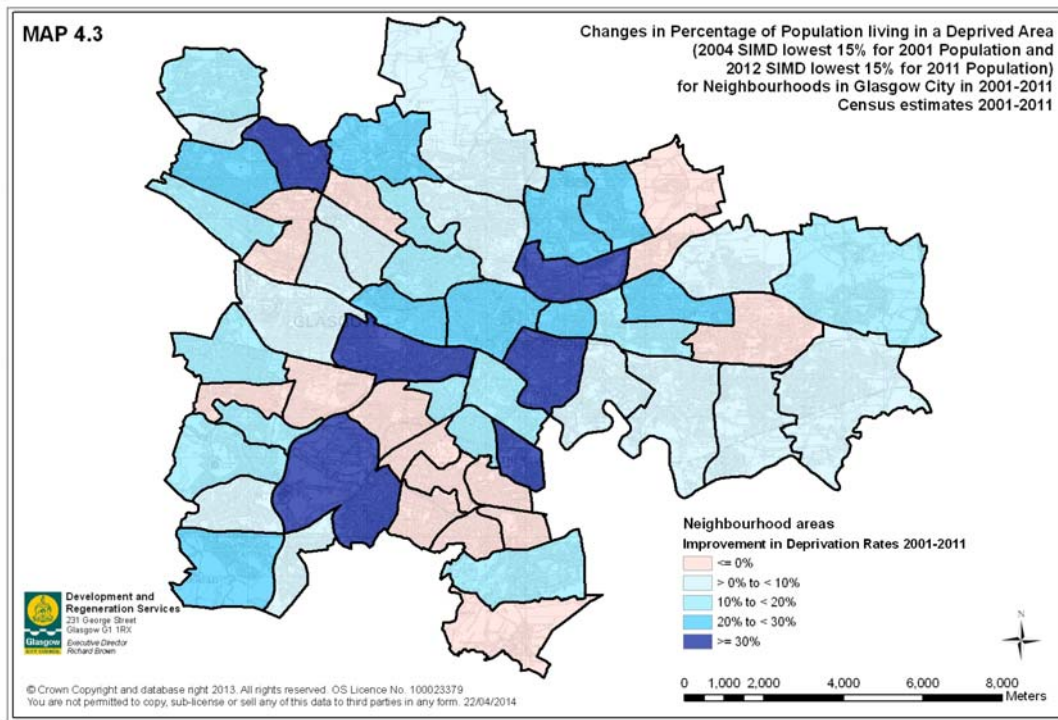 MAP 4.3
Changes in Percentage of Population living in a Deprived Area
(2004 SIMD lowest 15% for 2001 Population and
2012 SIMD lowest 15% for 2011 Population)
for Neighbourhoods in Glasgow City in 2001-2011
Census estimates 2001-2011
Neighbourhood areas
Improvement in Deprivation Rates 2001-2011
<= 0%
> 0% to < 10%
10% to < 20%
20% to < 30%
>= 30%
N
0 1,000 2,000 4,000 6,000 8,000
Meters
Development and
Regeneration Services
231 George Street
Glasgow G1 1RX
Executive Director
Richard Brown
Glasgow
CITY COUNCIL
© Crown Copyright and database right 2013. All rights reserved. OS Licence No. 100023379
You are not permitted to copy, sub-license or sell any of this data to third parties in any form. 22/04/2014